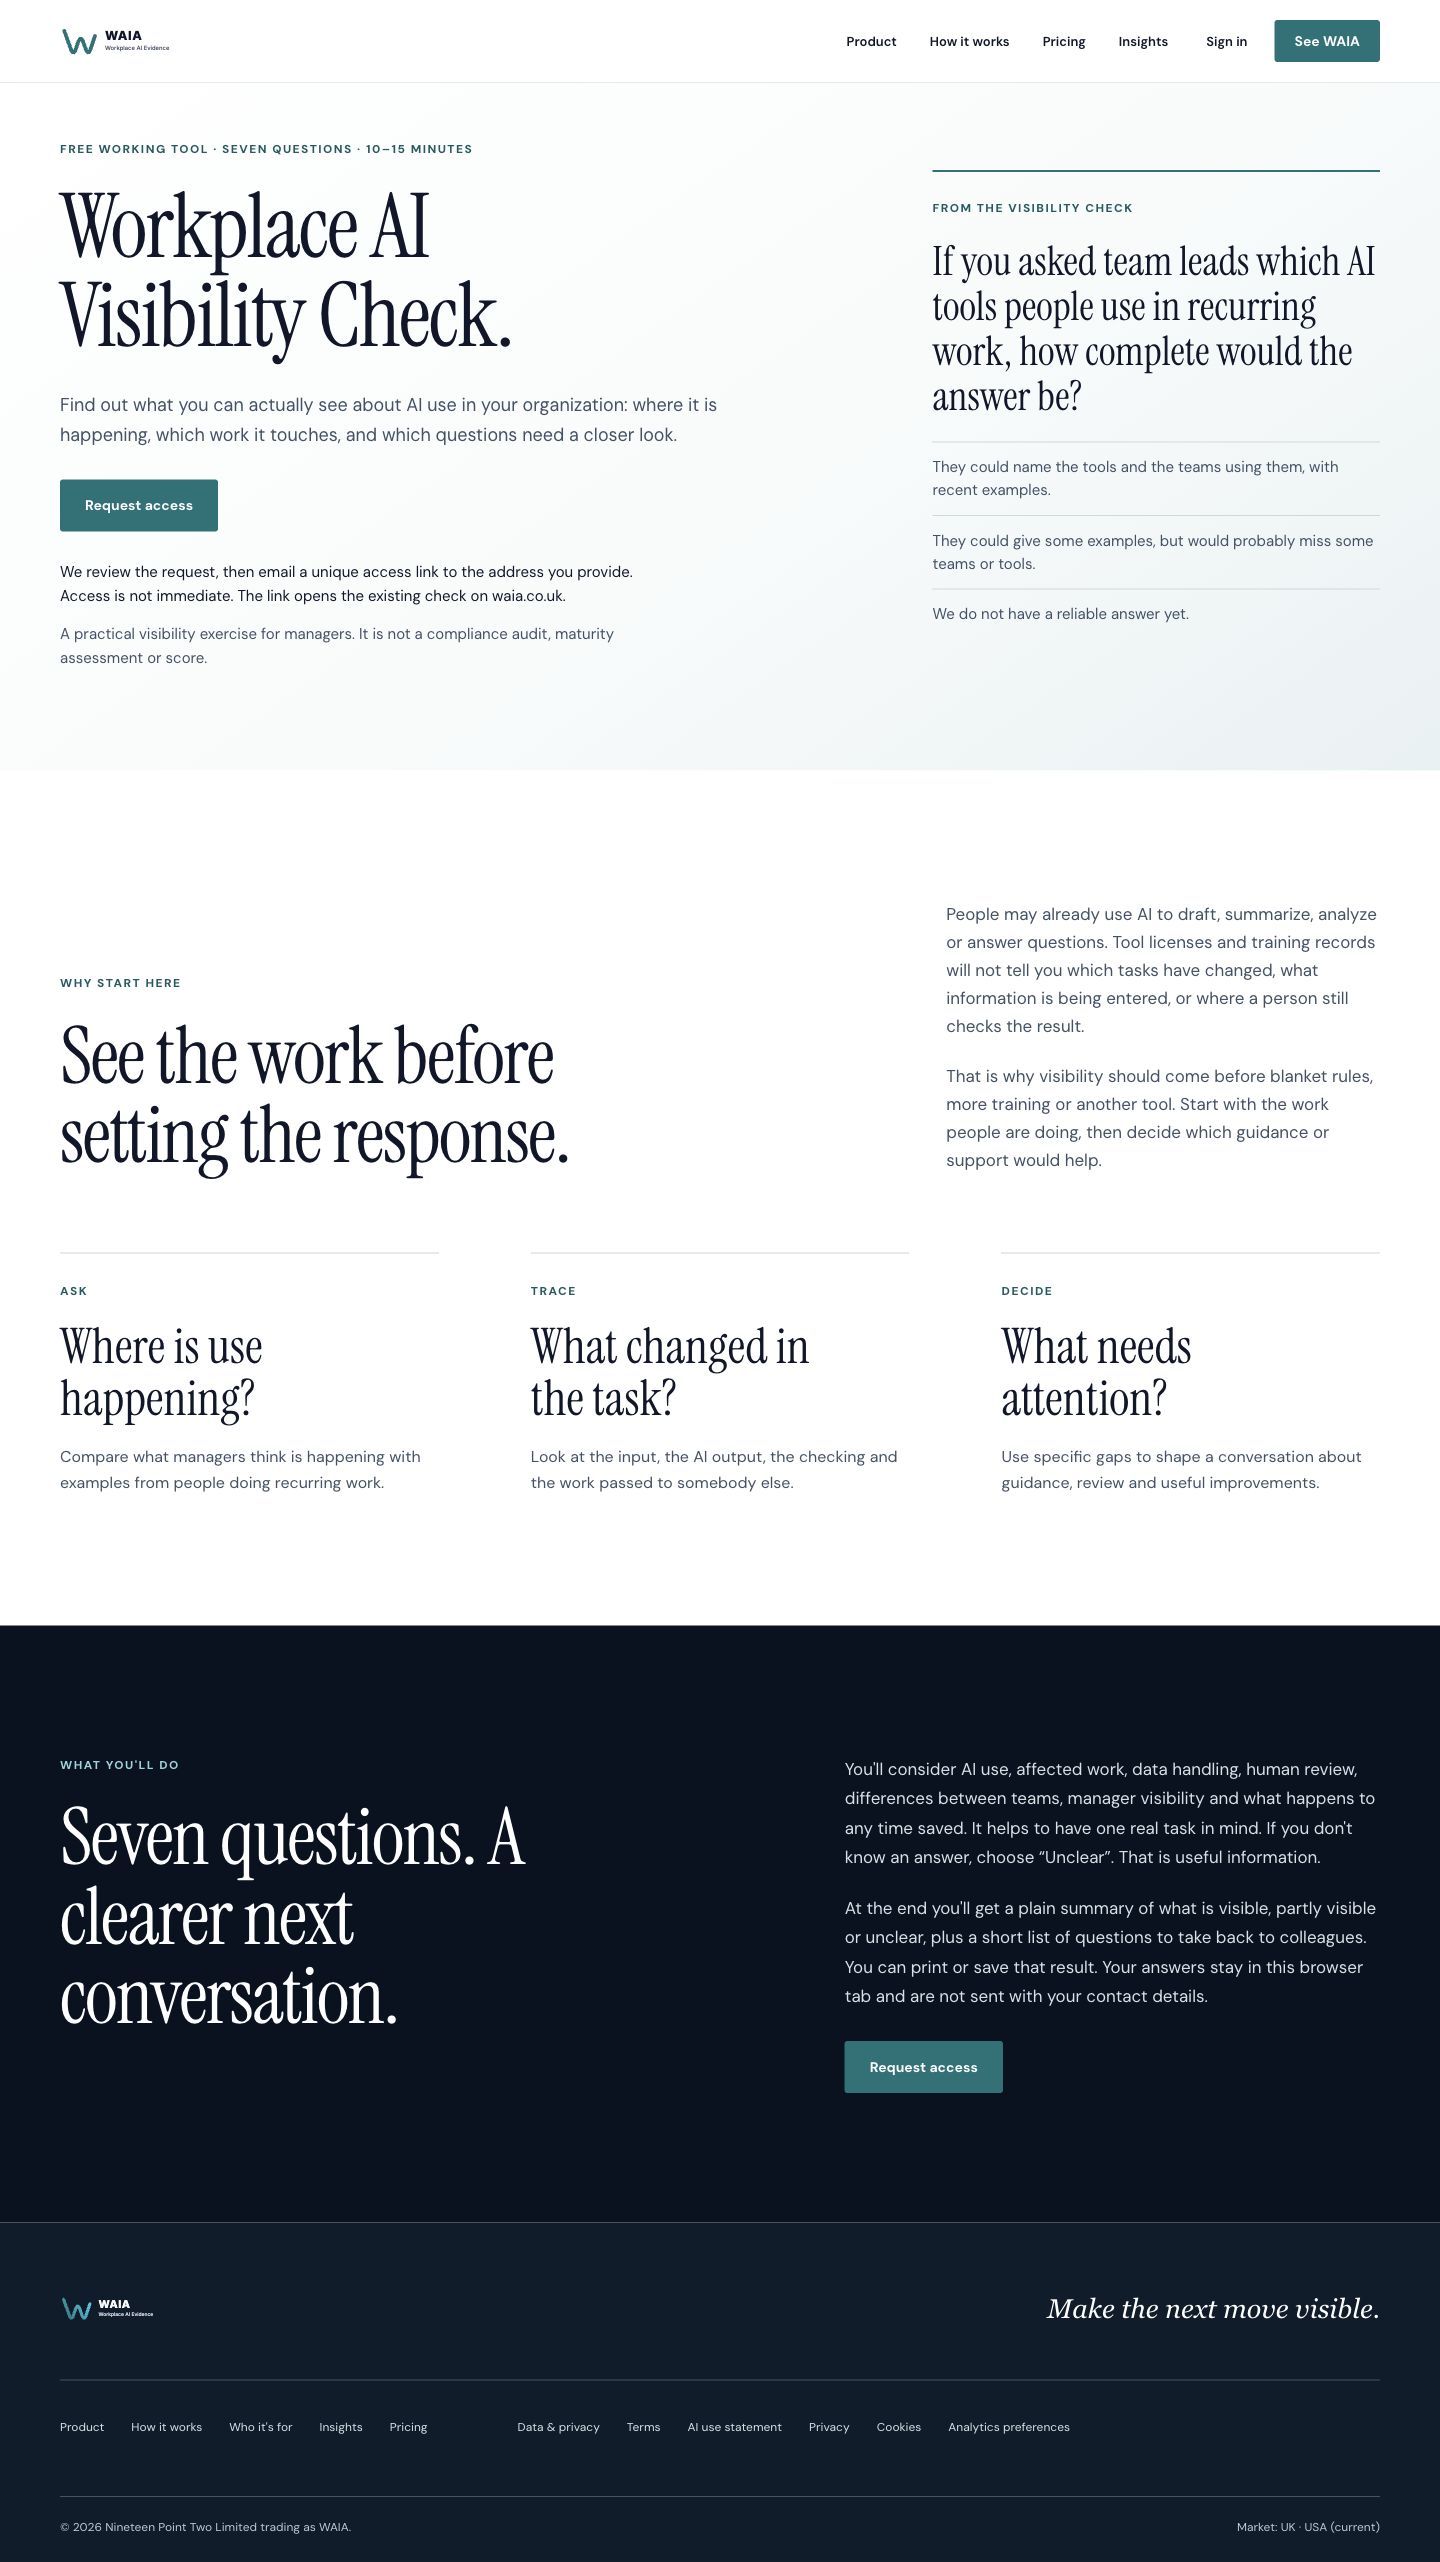 WAIA
Workplace AI Evidence
Product
How it works
Pricing
Insights
Sign in
See WAIA
FREE WORKING TOOL · SEVEN QUESTIONS · 10–15 MINUTES
Workplace AI
Visibility Check.
Find out what you can actually see about AI use in your organization: where it is
happening, which work it touches, and which questions need a closer look.
Request access
We review the request, then email a unique access link to the address you provide.
Access is not immediate. The link opens the existing check on waia.co.uk.
A practical visibility exercise for managers. It is not a compliance audit, maturity
assessment or score.
FROM THE VISIBILITY CHECK
If you asked team leads which AI
tools people use in recurring
work, how complete would the
answer be?
They could name the tools and the teams using them, with
recent examples.
They could give some examples, but would probably miss some
teams or tools.
We do not have a reliable answer yet.
WHY START HERE
See the work before
setting the response.
People may already use AI to draft, summarize, analyze
or answer questions. Tool licenses and training records
will not tell you which tasks have changed, what
information is being entered, or where a person still
checks the result.
That is why visibility should come before blanket rules,
more training or another tool. Start with the work
people are doing, then decide which guidance or
support would help.
ASK
Where is use
happening?
Compare what managers think is happening with
examples from people doing recurring work.
TRACE
What changed in
the task?
Look at the input, the AI output, the checking and
the work passed to somebody else.
DECIDE
What needs
attention?
Use specific gaps to shape a conversation about
guidance, review and useful improvements.
WHAT YOU'LL DO
Seven questions. A
clearer next
conversation.
You'll consider AI use, affected work, data handling, human review,
differences between teams, manager visibility and what happens to
any time saved. It helps to have one real task in mind. If you don't
know an answer, choose “Unclear”. That is useful information.
At the end you'll get a plain summary of what is visible, partly visible
or unclear, plus a short list of questions to take back to colleagues.
You can print or save that result. Your answers stay in this browser
tab and are not sent with your contact details.
Request access
WAIA
Workplace AI Evidence
Make the next move visible.
Product
How it works
Who it's for
Insights
Pricing
Data & privacy
Terms
AI use statement
Privacy
Cookies
Analytics preferences
© 2026 Nineteen Point Two Limited trading as WAIA.
Market: UK · USA (current)